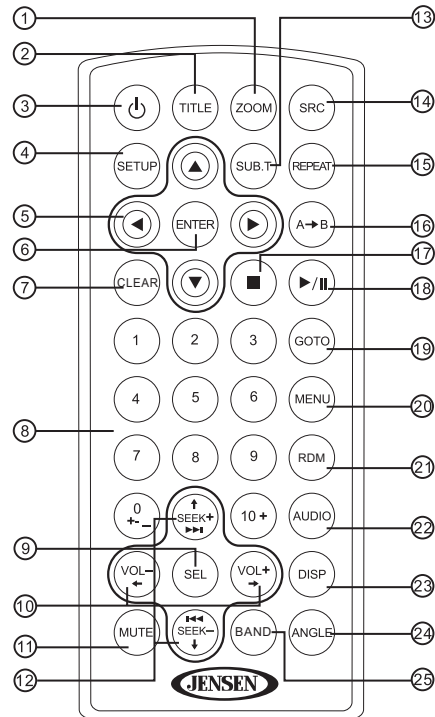 1
13
2
3
TITLE
ZOOM
SRC
14
4
SETUP
SUB.T
REPEAT
15
5
ENTER
A→B
16
6
17
7
CLEAR
▶/II
18
1
2
3
GOTO
19
4
5
6
MENU
20
8
7
8
9
RDM
21
0
+-_
SEEK+
10+
AUDIO
22
9
VOL-
SEL
VOL+
DISP
23
10
11
MUTE
SEEK-
BAND
ANGLE
24
12
JENSEN
25